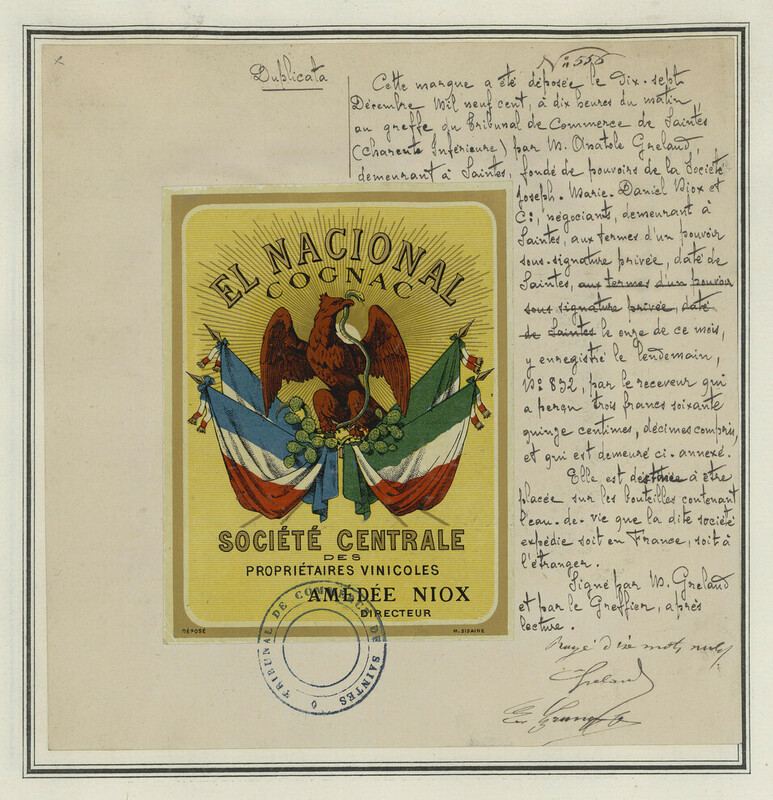 Duplicata
n° 555
Cette marque a été déposée le dix-sept
Décembre Mil neuf cent, à dix heures du matin
au greffe du Tribunal de Commerce de Saintes
(Charente Inférieure) par M. Anatole Greland,
demeurant à Saintes, fondé de pouvoirs de la Société
Joseph-Marie-Daniel Niox et
Cie, négociants, demeurant à
Saintes, aux termes d'un pouvoir
sous-signature privée, daté de
Saintes, aux termes d'un pouvoir
sous signature privée, daté
de Saintes le onze de ce mois,
y enregistré le lendemain,
N° 832, par le receveur qui
a perçu trois francs soixante
quinze centimes, décimes compris,
et qui est demeuré ci-annexé.
Elle est destinée à être
placée sur les bouteilles contenant
l'eau-de-vie que la dite société
expédie soit en France, soit à
l'étranger.
Signé par M. Greland
et par le Greffier, après
lecture.
Rayé dix mots nuls
Greland
EL NACIONAL
COGNAC
SOCIÉTÉ CENTRALE
DES
PROPRIÉTAIRES VINICOLES
AMÉDÉE NIOX
DIRECTEUR
DÉPOSÉ
M. SIDAINE
TRIBUNAL DE COMMERCE DE SAINTES